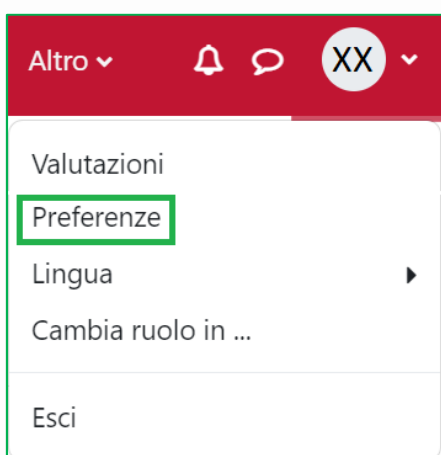 Altro XX
Valutazioni
Preferenze
Lingua
Cambia ruolo in ...
Esci